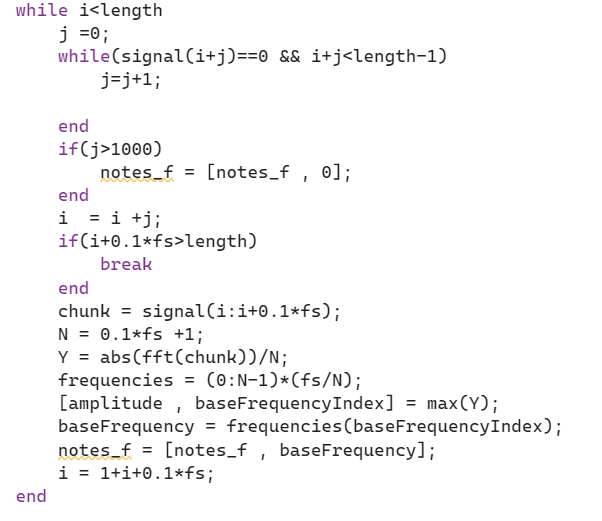 while i<length
    j =0;
    while(signal(i+j)==0 && i+j<length-1)
        j=j+1;

    end
    if(j>1000)
        notes_f = [notes_f , 0];
    end
    i  = i +j;
    if(i+0.1*fs>length)
        break
    end
    chunk = signal(i:i+0.1*fs);
    N = 0.1*fs +1;
    Y = abs(fft(chunk))/N;
    frequencies = (0:N-1)*(fs/N);
    [amplitude , baseFrequencyIndex] = max(Y);
    baseFrequency = frequencies(baseFrequencyIndex);
    notes_f = [notes_f , baseFrequency];
    i = 1+i+0.1*fs;
end